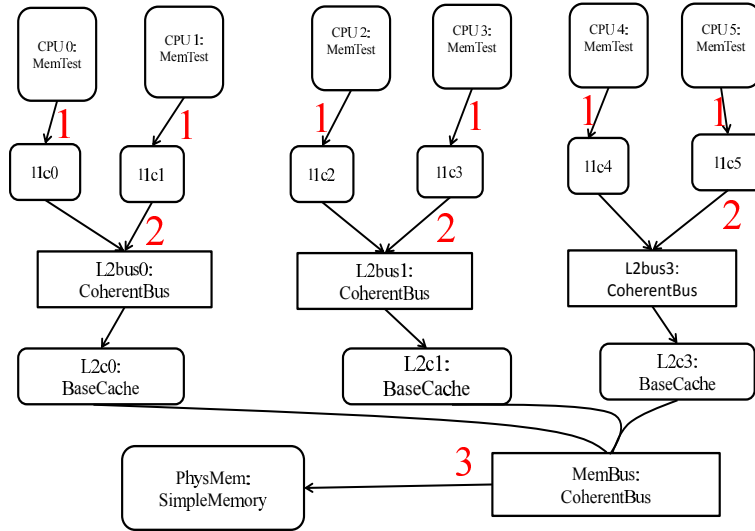 CPU 0:
MemTest
CPU 1:
MemTest
CPU 2:
MemTest
CPU 3:
MemTest
CPU 4:
MemTest
CPU 5:
MemTest
1
1
1
1
1
1
l1c0
l1c1
l1c2
l1c3
l1c4
l1c5
2
2
2
L2bus0:
CoherentBus
L2bus1:
CoherentBus
L2bus3:
CoherentBus
L2c0:
BaseCache
L2c1:
BaseCache
L2c3:
BaseCache
PhysMem:
SimpleMemory
3
MemBus:
CoherentBus